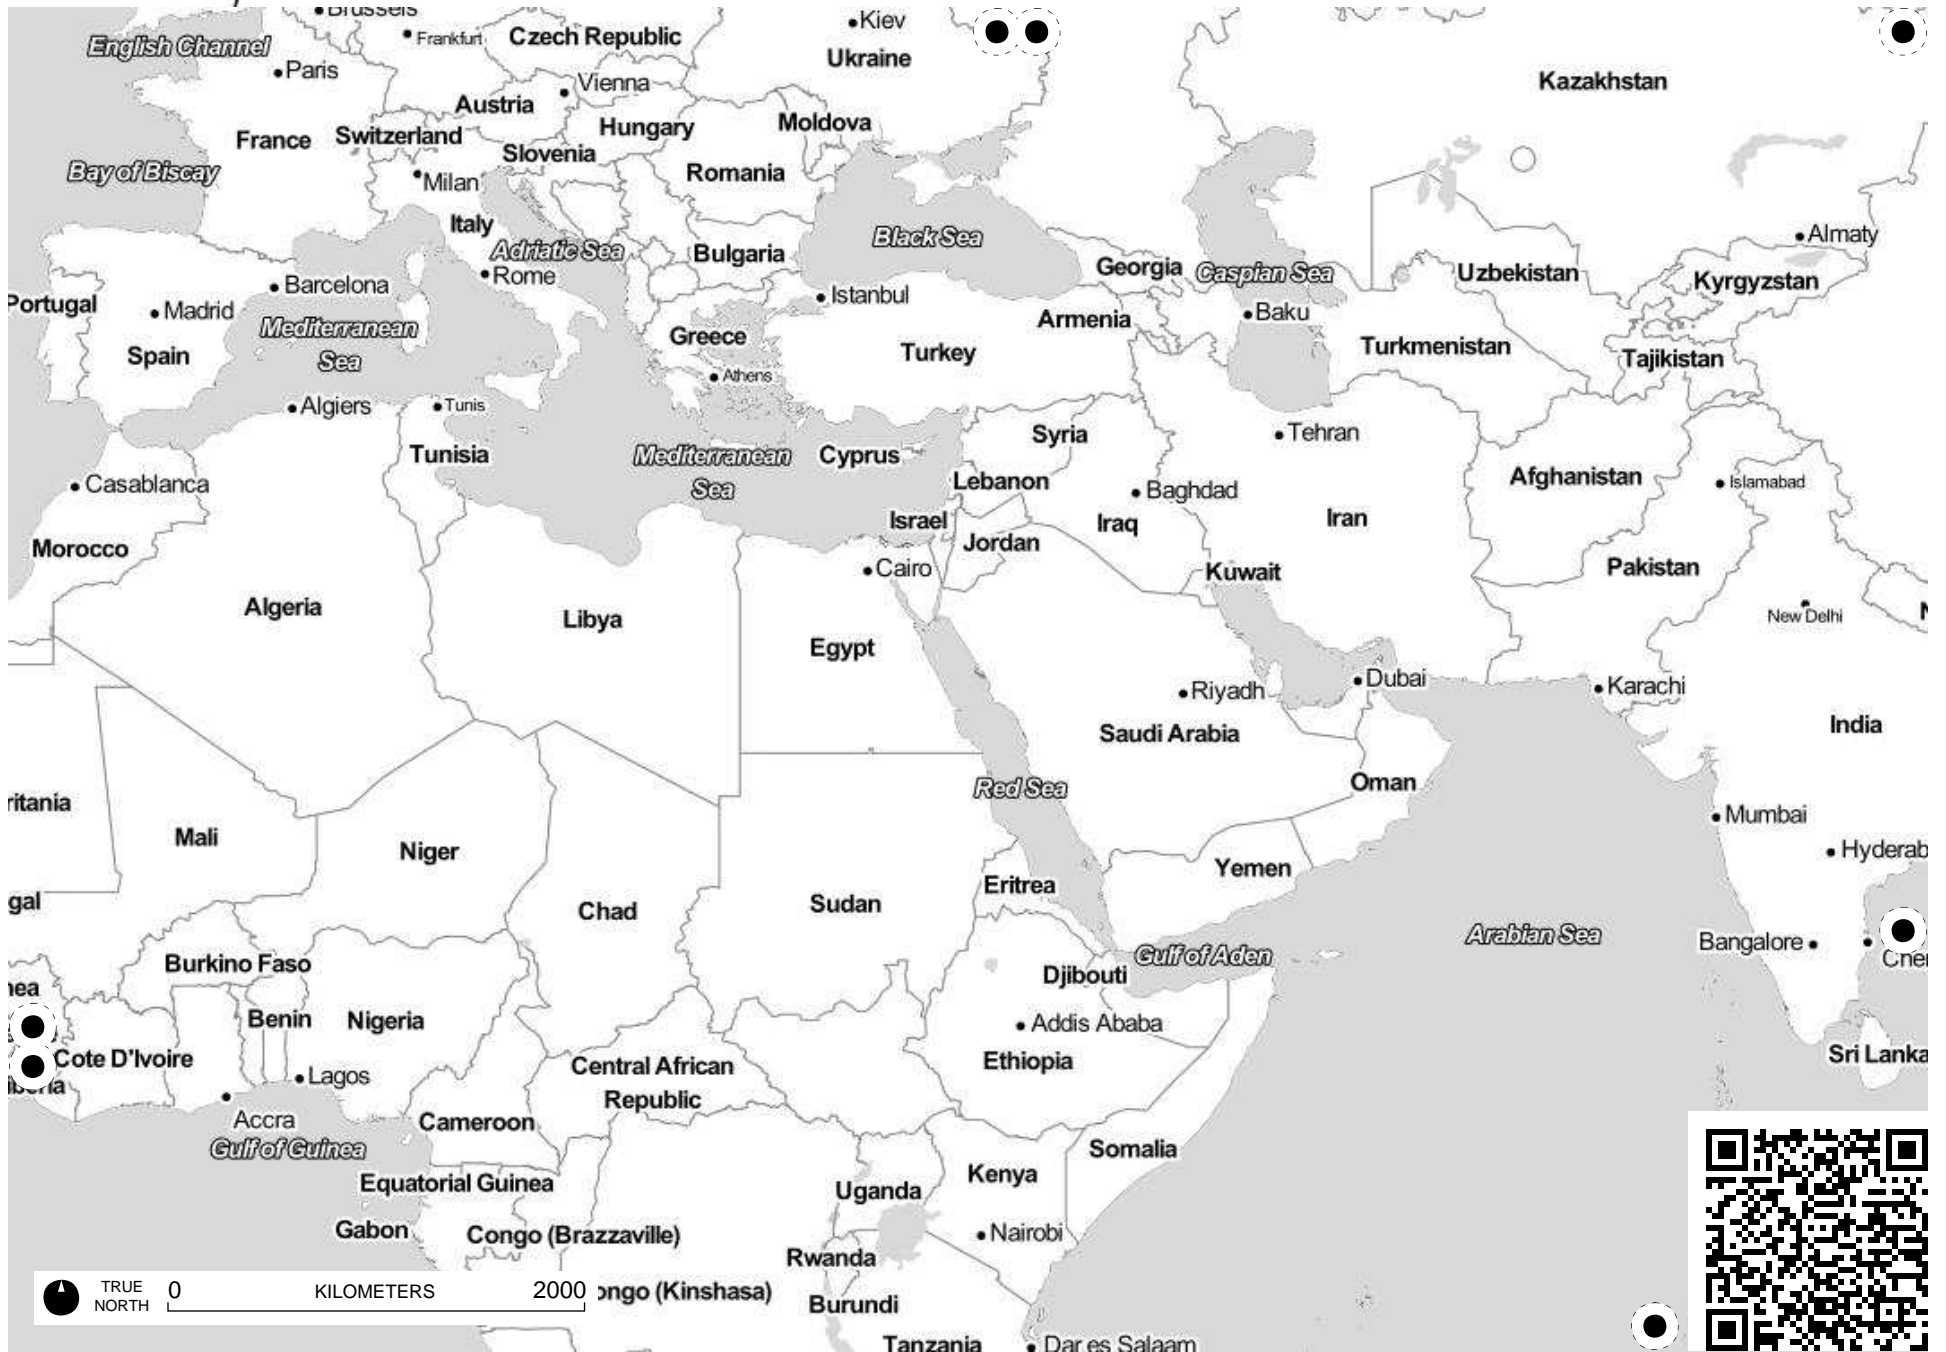 Brussels
Kiev
English Channel
Frankfurt
Czech Republic
Ukraine
Paris
Vienna
Kazakhstan
Austria
France
Switzerland
Hungary
Moldova
Slovenia
Bay of Biscay
Milan
Romania
Italy
Adriatic Sea
Black Sea
Almaty
Bulgaria
Georgia
Caspian Sea
Uzbekistan
Kyrgyzstan
Rome
Barcelona
Istanbul
Portugal
Madrid
Mediterranean
Sea
Armenia
Baku
Greece
Spain
Turkey
Turkmenistan
Tajikistan
Athens
Algiers
Tunis
Syria
Tehran
Tunisia
Mediterranean
Sea
Cyprus
Casablanca
Lebanon
Baghdad
Afghanistan
Islamabad
Israel
Iraq
Iran
Morocco
Jordan
Cairo
Kuwait
Pakistan
Algeria
Libya
New Delhi
N
Egypt
Riyadh
Dubai
Karachi
Saudi Arabia
India
Red Sea
Oman
ritania
Mali
Niger
Mumbai
Hyderab
Yemen
Eritrea
gal
Chad
Sudan
Arabian Sea
Bangalore
Chen
Burkino Faso
Gulf of Aden
Djibouti
nea
Benin
Nigeria
Addis Ababa
Cote D'Ivoire
Ethiopia
Sri Lanka
Central African
Republic
Lagos
beria
Accra
Gulf of Guinea
Cameroon
Somalia
Equatorial Guinea
Kenya
Uganda
Gabon
Congo (Brazzaville)
Nairobi
Rwanda
TRUE
NORTH
0 KILOMETERS 2000
ongo (Kinshasa)
Burundi
Tanzania
Dar es Salaam